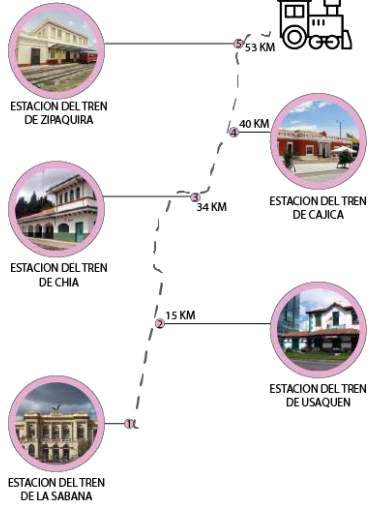 5
53 KM
ESTACION DEL TREN
DE ZIPAQUIRA
4
40 KM
ESTACION DEL TREN
DE CAJICA
3
34 KM
ESTACION DEL TREN
DE CHIA
2
15 KM
ESTACION DEL TREN
DE USAQUEN
1
ESTACION DEL TREN
DE LA SABANA